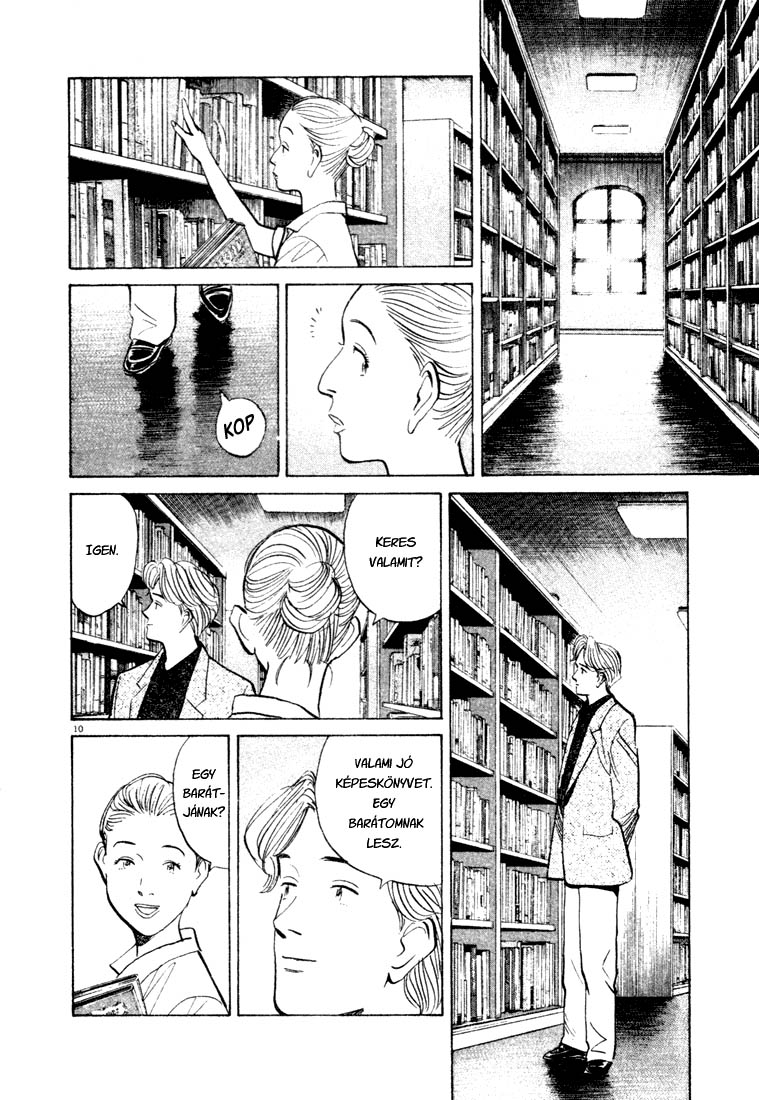 KOP
KERES
VALAMIT?
IGEN.
10
VALAMI JÓ
KÉPESKÖNYVET.
EGY
BARÁTOMNAK
LESZ.
EGY
BARÁT-
JÁNAK?